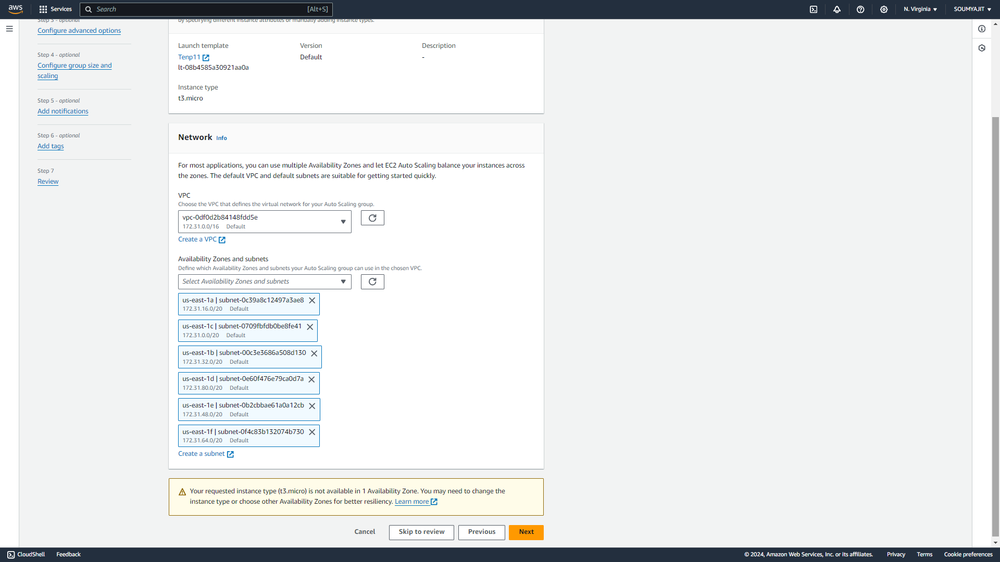 aws
Services
Search
[Alt+S]
N. Virginia
SOUMYAJIT
Step 3 - optional
Configure advanced options
Step 4 - optional
Configure group size and
scaling
Step 5 - optional
Add notifications
Step 6 - optional
Add tags
Step 7
Review
by specifying different instance attributes or manually adding instance types.
Launch template
Version
Description
Tenp11
Default
-
lt-08b4585a30921aa0a
Instance type
t3.micro
Network Info
For most applications, you can use multiple Availability Zones and let EC2 Auto Scaling balance your instances across
the zones. The default VPC and default subnets are suitable for getting started quickly.
VPC
Choose the VPC that defines the virtual network for your Auto Scaling group.
vpc-0df0d2b84148fdd5e
172.31.0.0/16 Default
Create a VPC
Availability Zones and subnets
Define which Availability Zones and subnets your Auto Scaling group can use in the chosen VPC.
Select Availability Zones and subnets
us-east-1a | subnet-0c39a8c12497a3ae8
172.31.16.0/20 Default
us-east-1c | subnet-0709fbfdb0be8fe41
172.31.0.0/20 Default
us-east-1b | subnet-00c3e3686a508d130
172.31.32.0/20 Default
us-east-1d | subnet-0e60f476e79ca0d7a
172.31.80.0/20 Default
us-east-1e | subnet-0b2cbbae61a0a12cb
172.31.48.0/20 Default
us-east-1f | subnet-0f4c83b132074b730
172.31.64.0/20 Default
Create a subnet
Your requested instance type (t3.micro) is not available in 1 Availability Zone. You may need to change the
instance type or choose other Availability Zones for better resiliency. Learn more
Cancel
Skip to review
Previous
Next
CloudShell
Feedback
© 2024, Amazon Web Services, Inc. or its affiliates.
Privacy
Terms
Cookie preferences